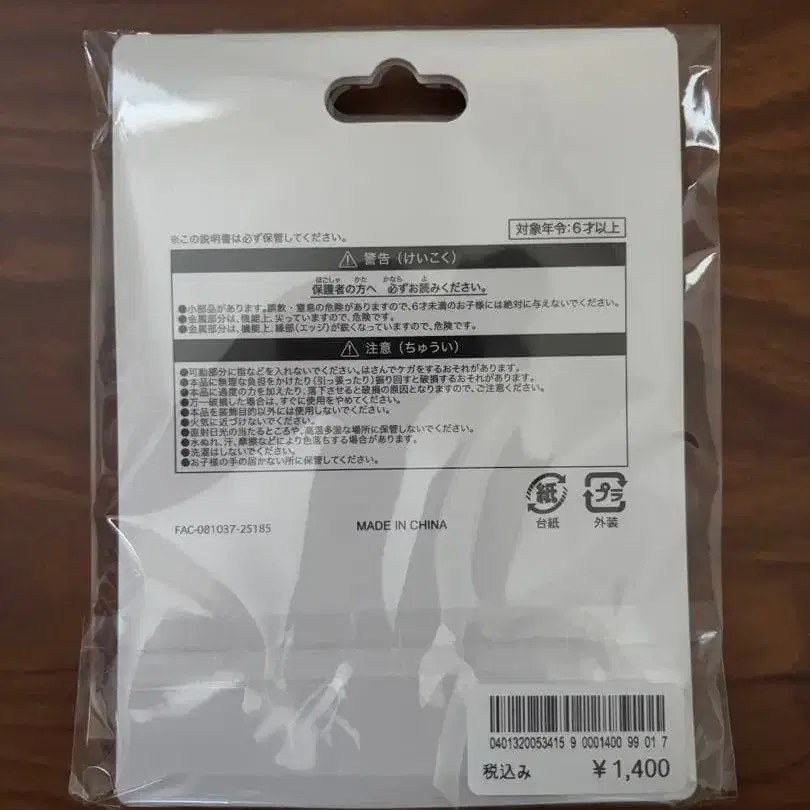 ※この説明書は必ず保管してください。
対象年令:6才以上
警告(けいこく)
ほごしゃ かた かなら よ
保護者の方へ 必ずお読みください。
●小部品があります。誤飲・窒息の危険がありますので、6才未満のお子様には絶対に与えないでください。
●金属部分は、機能上、尖っていますので、危険です。
●金属部分は、機能上、縁部(エッジ)が鋭くなっていますので、危険です。
注意(ちゅうい)
●可動部分に指などを入れないでください。はさんでケガをするおそれがあります。
●本品に無理な負担をかけたり(引っ張ったり)振り回すと破損するおそれがあります。
●本品に過度の力を加えたり、落下させると破損の原因となりますので、ご注意ください。
●万一破損した場合は、すぐに使用をやめてください。
●本品を装飾目的以外には使用しないでください。
●火気に近づけないでください。
●直射日光の当たるところや、高温多湿な場所に保管しないでください。
●水ぬれ、汗、摩擦などにより色落ちする場合があります。
●洗濯はしないでください。
●お子様の手の届かない所に保管してください。
紙 プラ
台紙 外装
FAC-081037-25185
MADE IN CHINA
0401320053415 9 0001400 99 01 7
税込み ¥1,400